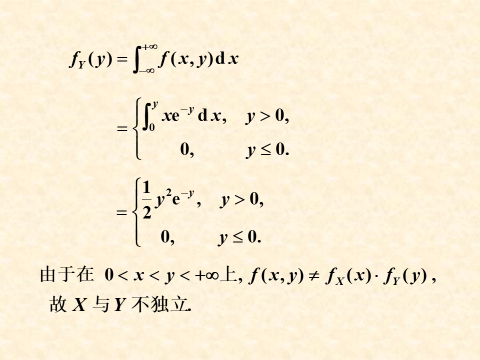 f_Y(y) = ∫_{-∞}^{+∞} f(x, y) d x
= { ∫_0^y xe^{-y} d x, y > 0,
0, y ≤ 0.
= { 1/2 y^2 e^{-y}, y > 0,
0, y ≤ 0.
由于在 0 < x < y < +∞上, f(x, y) ≠ f_X(x)· f_Y(y),
故 X 与 Y 不独立.